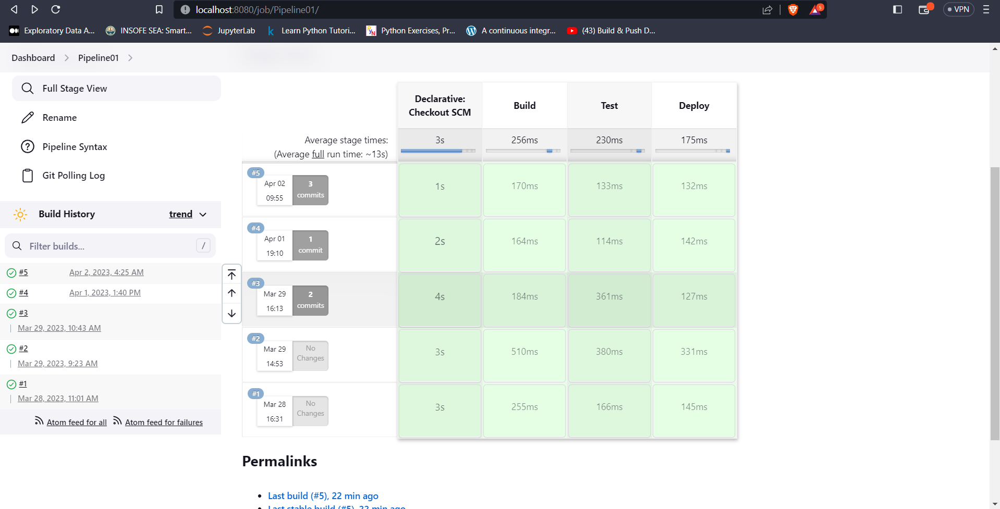 localhost:8080/job/Pipeline01/
5
VPN
Exploratory Data A...
INSOFE SEA: Smart...
JupyterLab
Learn Python Tutori...
Python Exercises, Pr...
A continuous integr...
(43) Build & Push D...
Dashboard
Pipeline01
Full Stage View
Rename
Pipeline Syntax
Git Polling Log
Build History
trend
Filter builds...
/
#5
Apr 2, 2023, 4:25 AM
#4
Apr 1, 2023, 1:40 PM
#3
Mar 29, 2023, 10:43 AM
#2
Mar 29, 2023, 9:23 AM
#1
Mar 28, 2023, 11:01 AM
Atom feed for all
Atom feed for failures
Declarative:
Checkout SCM
Build
Test
Deploy
Average stage times:
(Average full run time: ~13s)
3s
256ms
230ms
175ms
#5
Apr 02
09:55
3
commits
1s
170ms
133ms
132ms
#4
Apr 01
19:10
1
commit
2s
164ms
114ms
142ms
#3
Mar 29
16:13
2
commits
4s
184ms
361ms
127ms
#2
Mar 29
14:53
No
Changes
3s
510ms
380ms
331ms
#1
Mar 28
16:31
No
Changes
3s
255ms
166ms
145ms
Permalinks
Last build (#5), 22 min ago
Last stable build (#5), 22 min ago